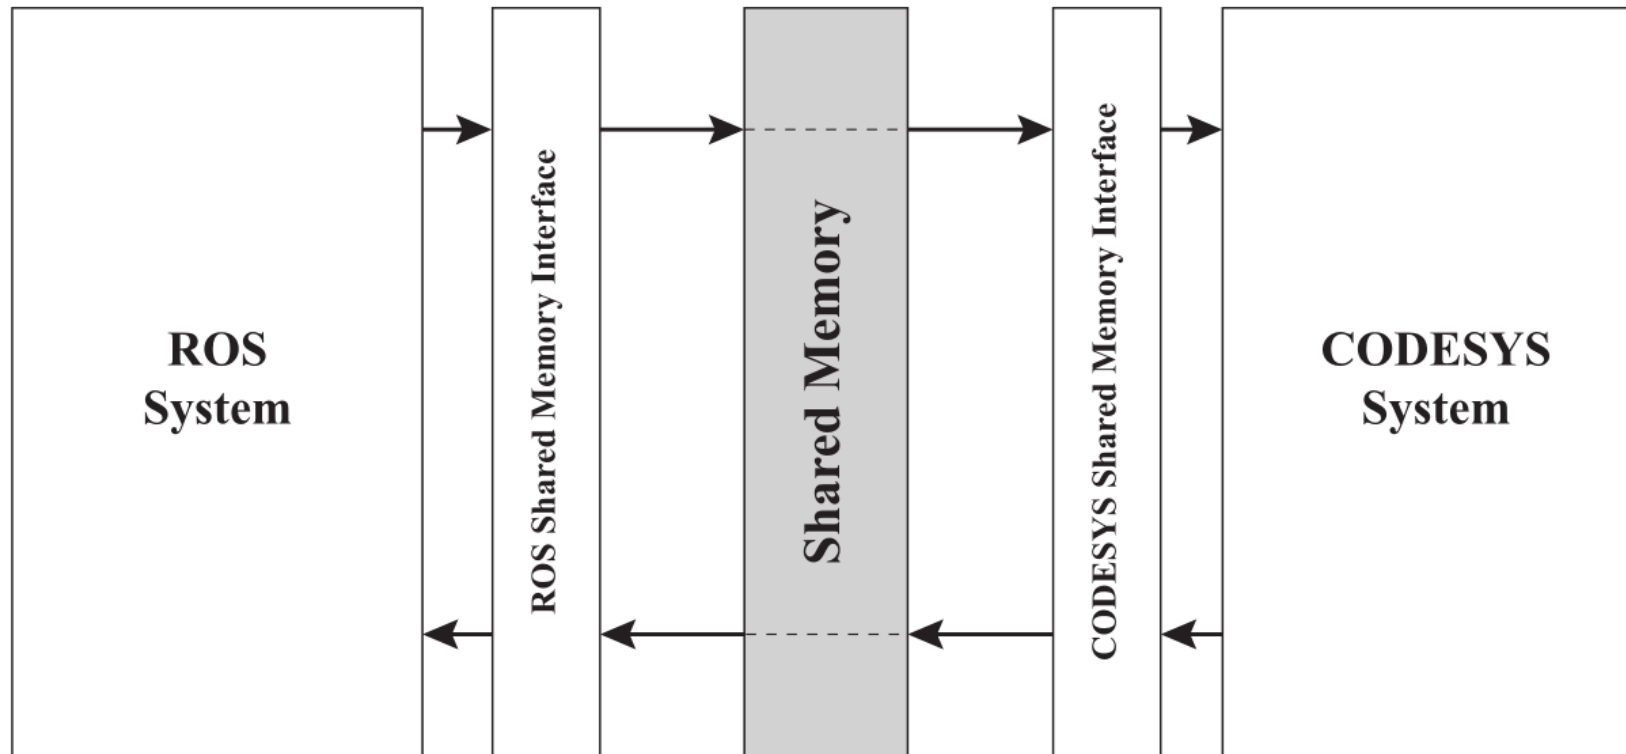 ROS
System
ROS Shared Memory Interface
Shared Memory
CODESYS Shared Memory Interface
CODESYS
System